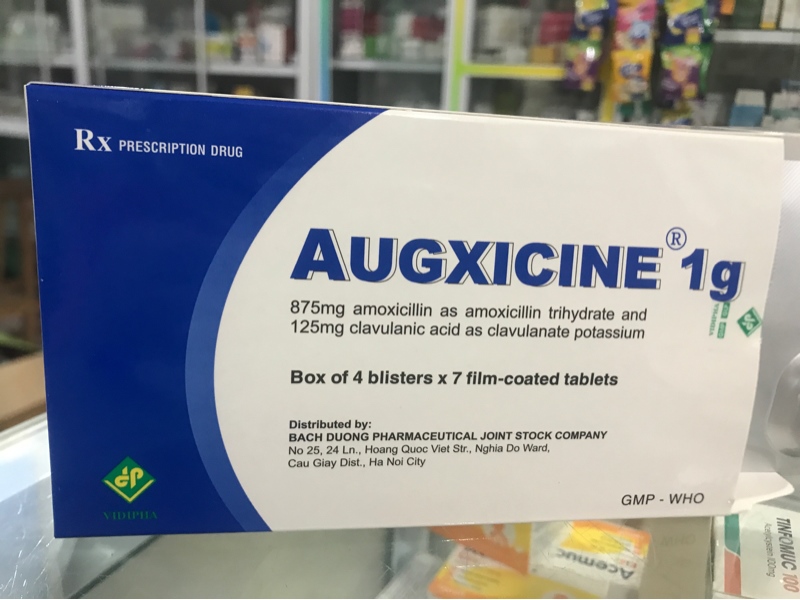 Rx PRESCRIPTION DRUG
AUGXICINE® 1g
875mg amoxicillin as amoxicillin trihydrate and
125mg clavulanic acid as clavulanate potassium
Box of 4 blisters x 7 film-coated tablets
Distributed by:
BACH DUONG PHARMACEUTICAL JOINT STOCK COMPANY
No 25, 24 Ln., Hoang Quoc Viet Str., Nghia Do Ward,
Cau Giay Dist., Ha Noi City
VIDIPHA
GMP - WHO
VIDIPHA
Acemuc
TINFOMUC 100